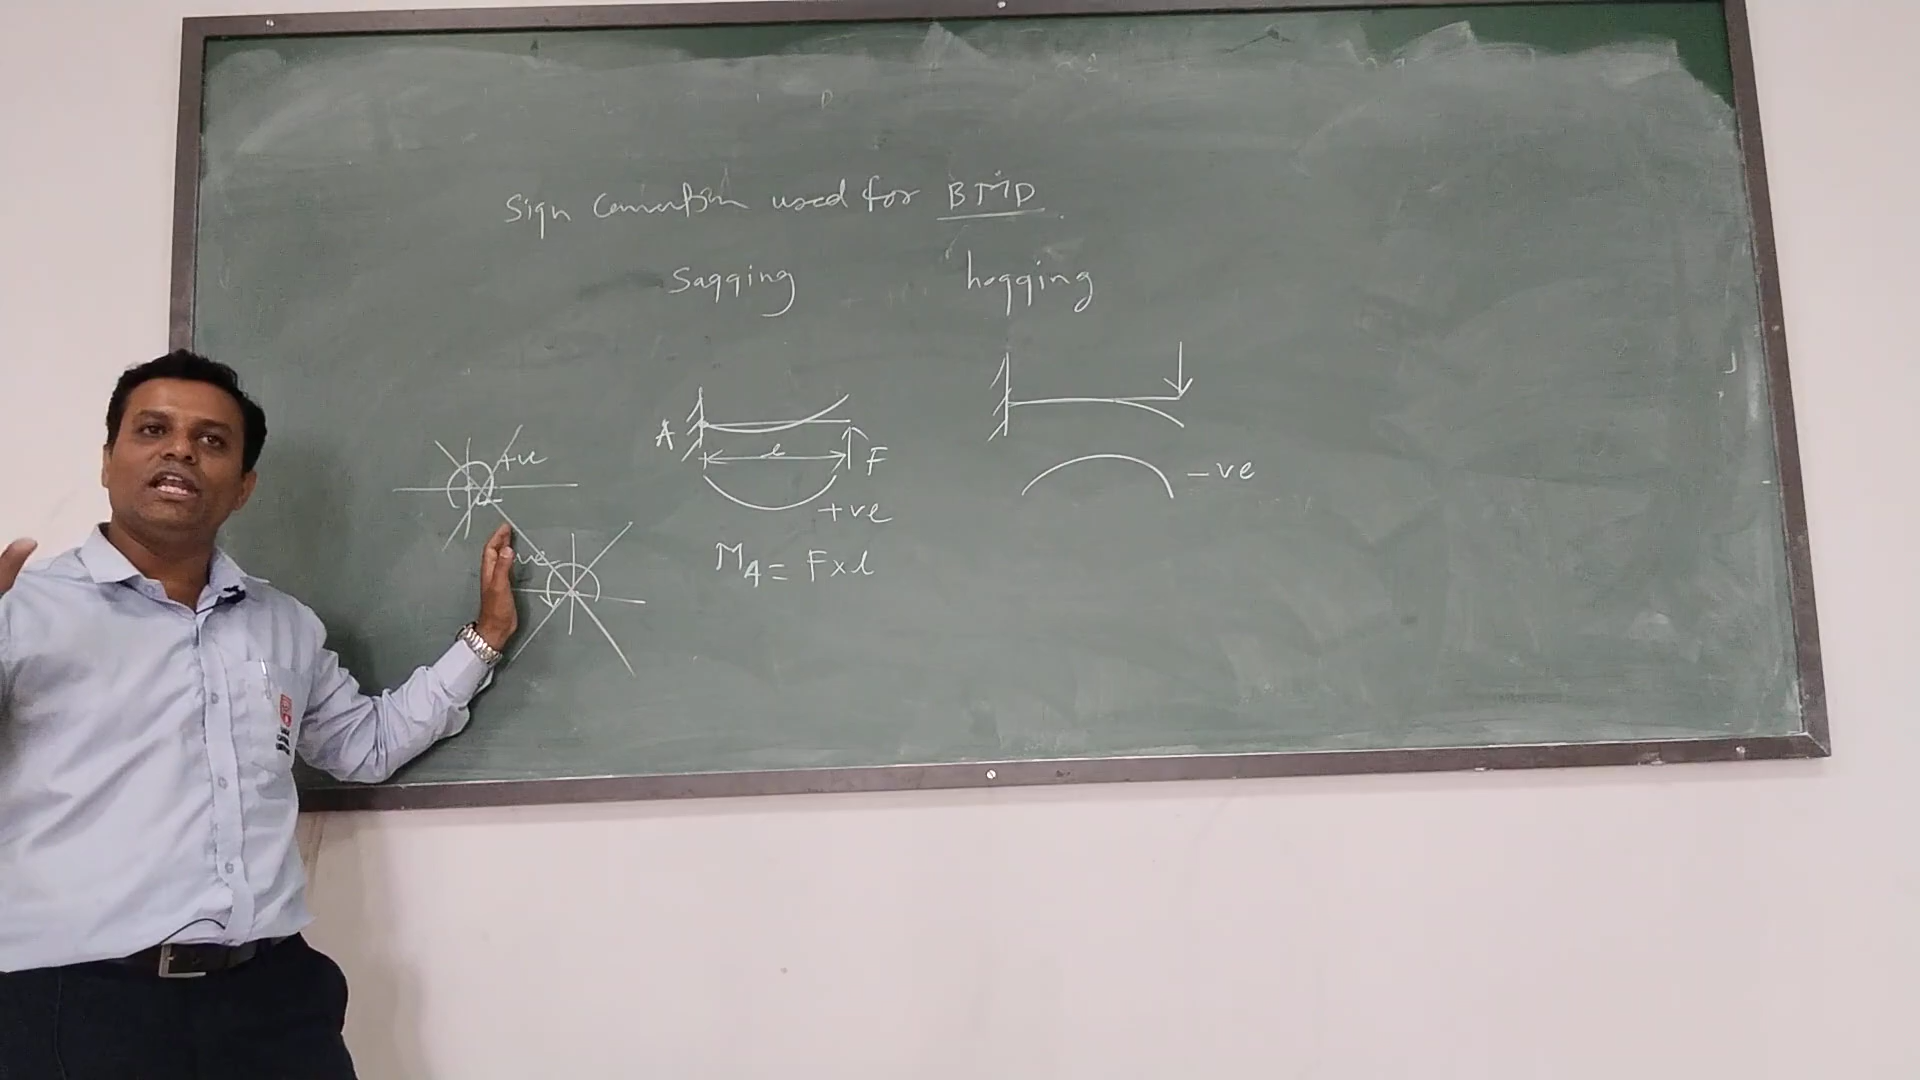 Sign convention used for BMD
Sagging hogging
A
l
F
+ve
+ve
-ve
-ve
M_A = F x l